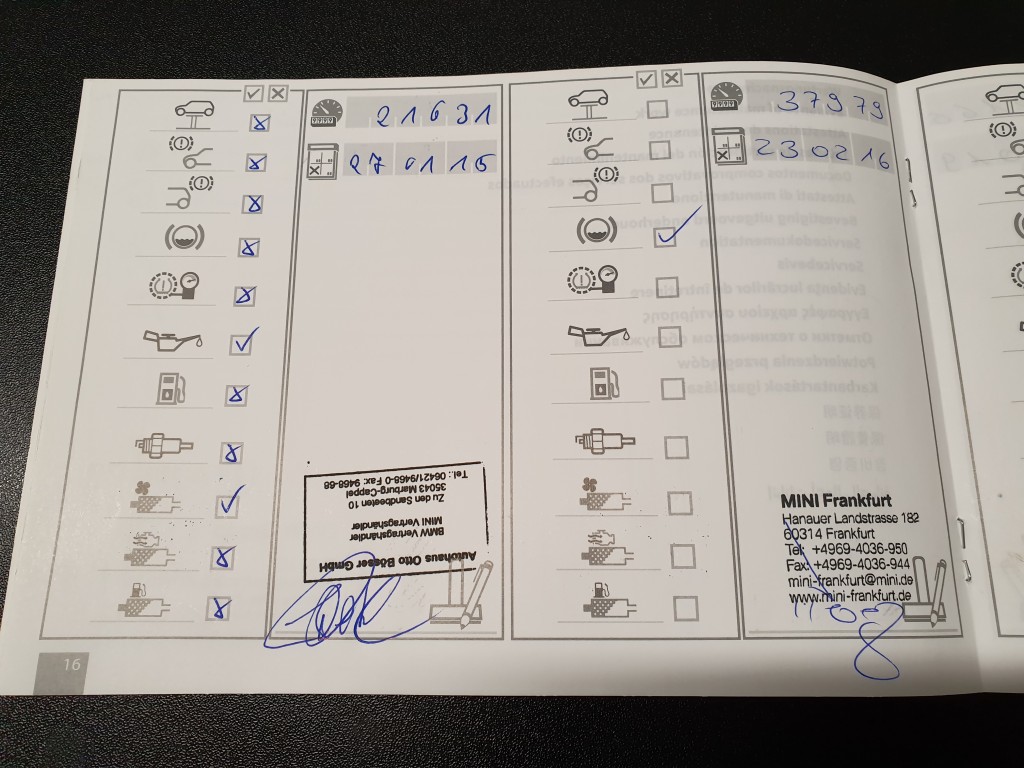 21631
27 01 15
Autohaus Otto Bösser GmbH
BMW Vertragshändler
MINI Vertragshändler
Zu den Sandbeeten 10
35043 Marburg-Cappel
Tel.: 06421/9468-0 Fax: 9468-68
16
37979
23 02 16
MINI Frankfurt
Hanauer Landstrasse 182
60314 Frankfurt
Tel: +4969-4036-950
Fax: +4969-4036-944
mini-frankfurt@mini.de
www.mini-frankfurt.de